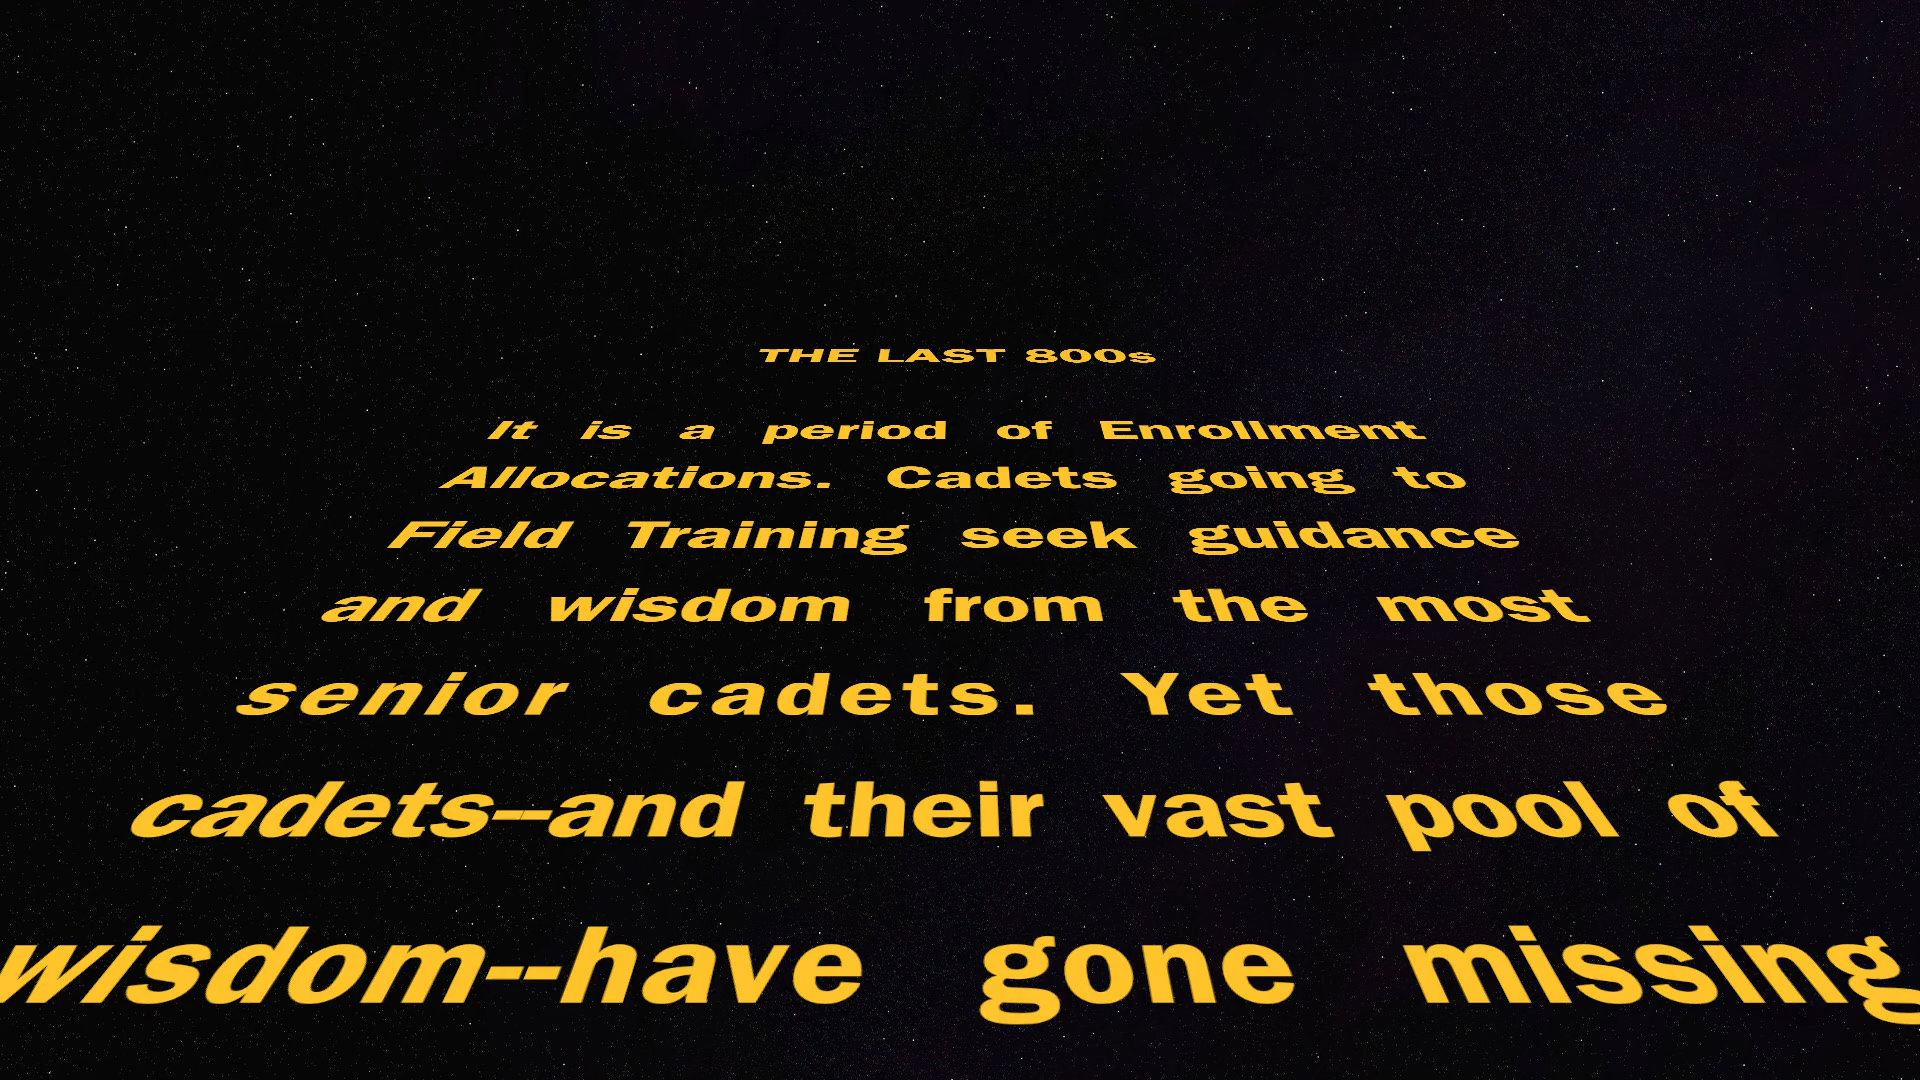 THE LAST 800s
It is a period of Enrollment
Allocations. Cadets going to
Field Training seek guidance
and wisdom from the most
senior cadets. Yet those
cadets--and their vast pool of
wisdom--have gone missing